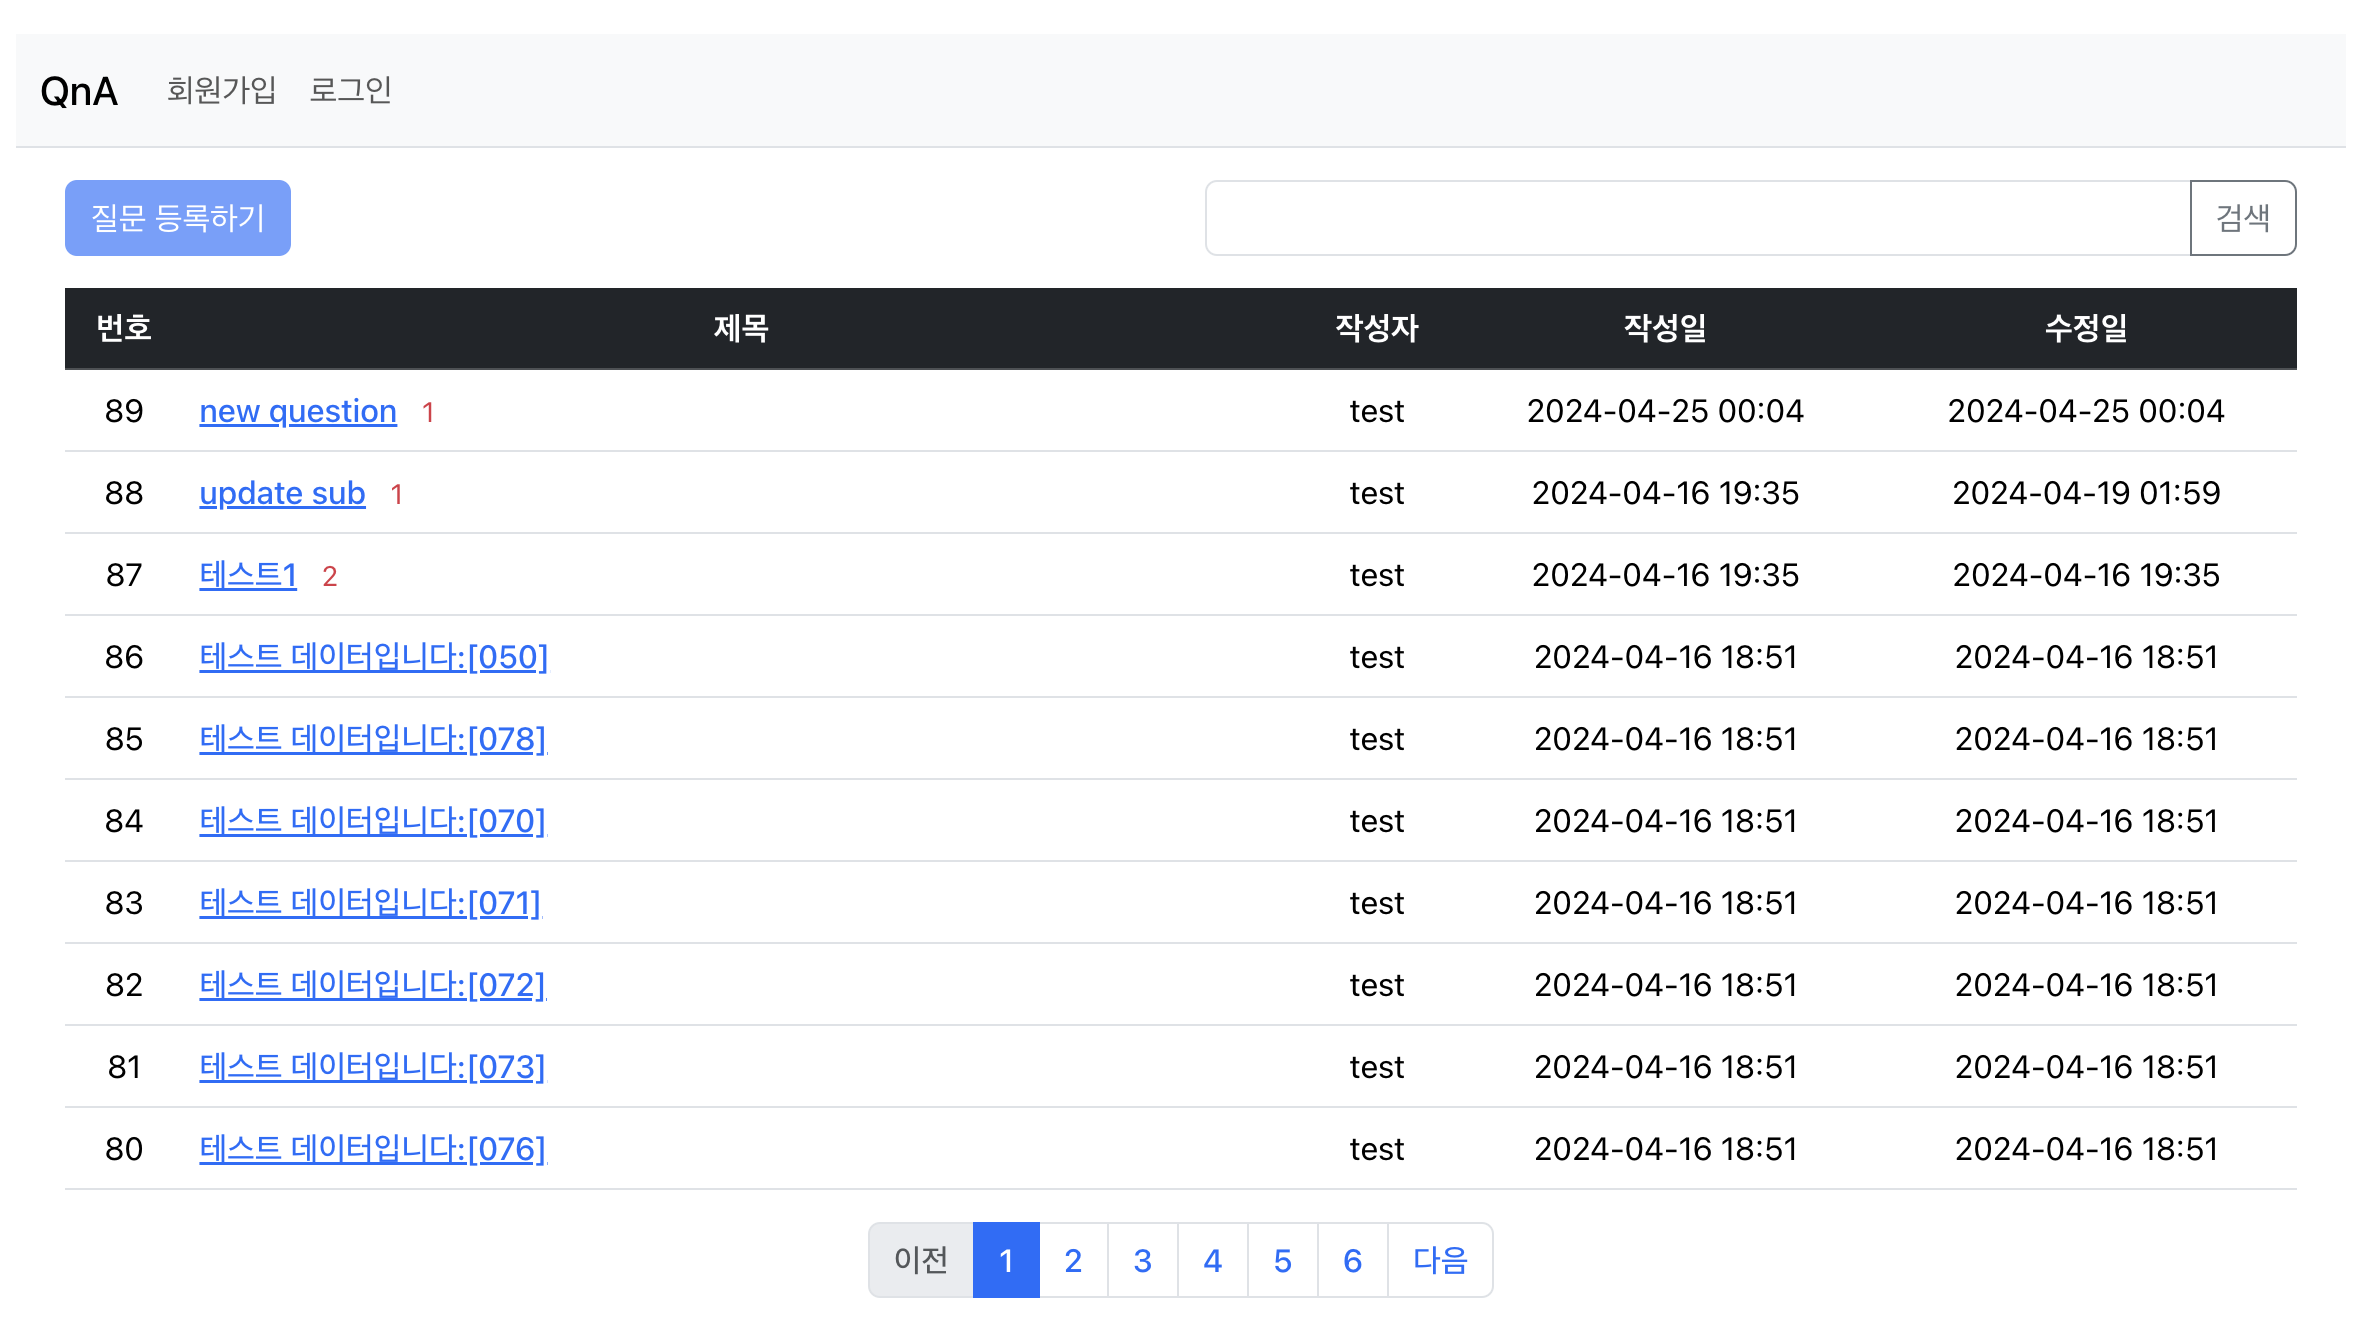 QnA 회원가입 로그인
질문 등록하기 검색
번호 제목 작성자 작성일 수정일
89 new question 1 test 2024-04-25 00:04 2024-04-25 00:04
88 update sub 1 test 2024-04-16 19:35 2024-04-19 01:59
87 테스트1 2 test 2024-04-16 19:35 2024-04-16 19:35
86 테스트 데이터입니다:[050] test 2024-04-16 18:51 2024-04-16 18:51
85 테스트 데이터입니다:[078] test 2024-04-16 18:51 2024-04-16 18:51
84 테스트 데이터입니다:[070] test 2024-04-16 18:51 2024-04-16 18:51
83 테스트 데이터입니다:[071] test 2024-04-16 18:51 2024-04-16 18:51
82 테스트 데이터입니다:[072] test 2024-04-16 18:51 2024-04-16 18:51
81 테스트 데이터입니다:[073] test 2024-04-16 18:51 2024-04-16 18:51
80 테스트 데이터입니다:[076] test 2024-04-16 18:51 2024-04-16 18:51
이전 1 2 3 4 5 6 다음